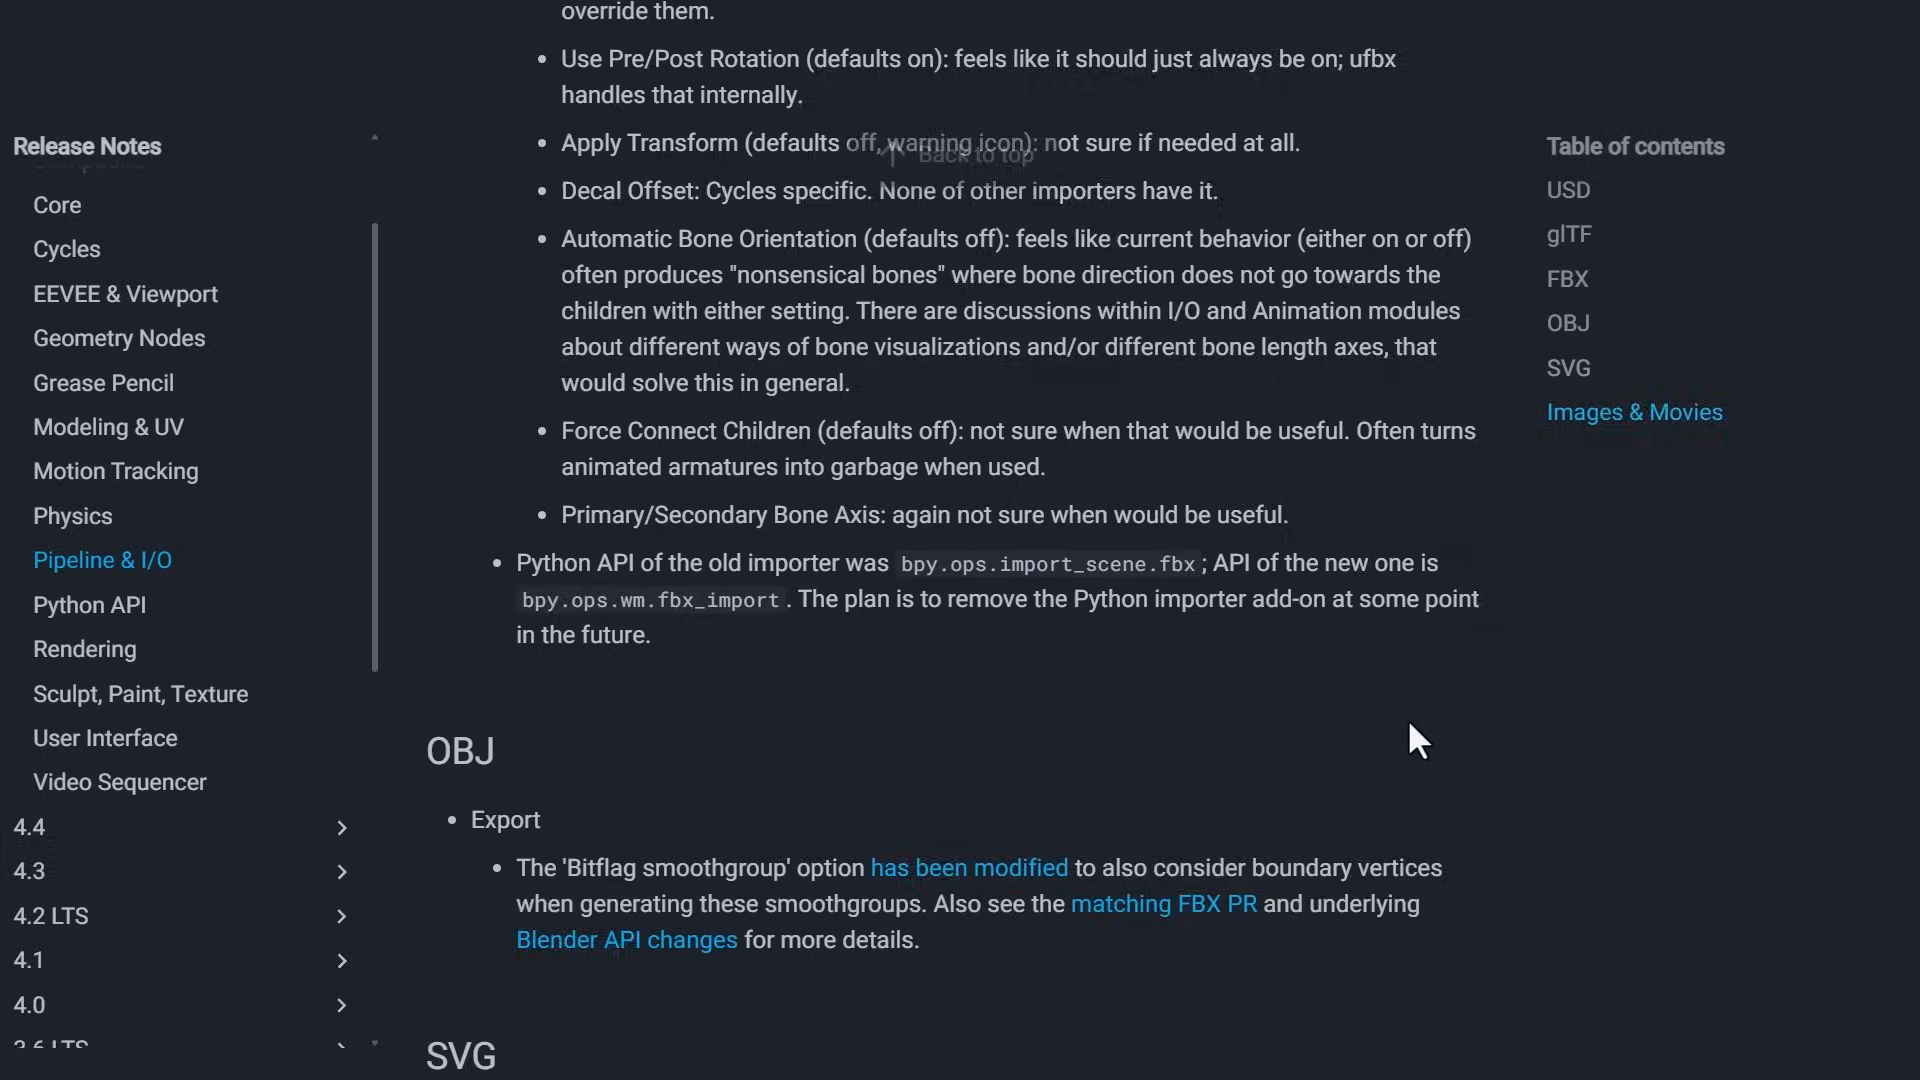 override them.
• Use Pre/Post Rotation (defaults on): feels like it should just always be on; ufbx
handles that internally.
• Apply Transform (defaults off, warning icon): not sure if needed at all.
Back to top
• Decal Offset: Cycles specific. None of other importers have it.
• Automatic Bone Orientation (defaults off): feels like current behavior (either on or off)
often produces "nonsensical bones" where bone direction does not go towards the
children with either setting. There are discussions within I/O and Animation modules
about different ways of bone visualizations and/or different bone length axes, that
would solve this in general.
• Force Connect Children (defaults off): not sure when that would be useful. Often turns
animated armatures into garbage when used.
• Primary/Secondary Bone Axis: again not sure when would be useful.
• Python API of the old importer was bpy.ops.import_scene.fbx; API of the new one is
bpy.ops.wm.fbx_import. The plan is to remove the Python importer add-on at some point
in the future.
OBJ
• Export
• The 'Bitflag smoothgroup' option has been modified to also consider boundary vertices
when generating these smoothgroups. Also see the matching FBX PR and underlying
Blender API changes for more details.
SVG
Release Notes
Core
Cycles
EEVEE & Viewport
Geometry Nodes
Grease Pencil
Modeling & UV
Motion Tracking
Physics
Pipeline & I/O
Python API
Rendering
Sculpt, Paint, Texture
User Interface
Video Sequencer
4.4
4.3
4.2 LTS
4.1
4.0
3.6 LTS
Table of contents
USD
glTF
FBX
OBJ
SVG
Images & Movies